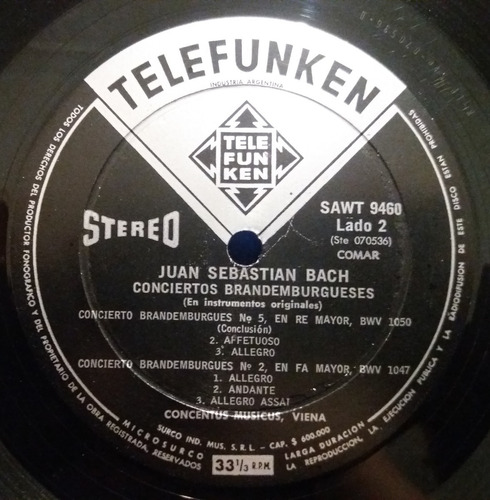 TELEFUNKEN
INDUSTRIA ARGENTINA
TELE
FUN
KEN
STEREO
SAWT 9460
Lado 2
(Ste 070536)
COMAR
JUAN SEBASTIAN BACH
CONCIERTOS BRANDEMBURGUESES
(En instrumentos originales)
CONCIERTO BRANDEMBURGUES Nº 5, EN RE MAYOR, BWV 1050
(Conclusión)
2. AFFETUOSO
3. ALLEGRO
CONCIERTO BRANDEMBURGUES Nº 2, EN FA MAYOR, BWV 1047
1. ALLEGRO
2. ANDANTE
3. ALLEGRO ASSAI
CONCENTUS MUSICUS, VIENA
SURCO IND. MUS. S.R.L - CAP. $ 600.000
MICROSURCO
33 1/3 R.P.M.
LARGA DURACION
TODOS LOS DERECHOS DEL PRODUCTOR FONOGRAFICO Y DEL PROPIETARIO DE LA OBRA REGISTRADA, RESERVADOS
LA REPRODUCCION, LA EJECUCION PUBLICA Y LA RADIODIFUSION DE ESTE DISCO ESTAN PROHIBIDAS